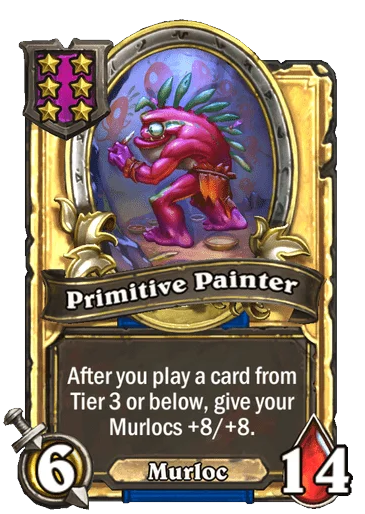 Primitive Painter
After you play a card from
Tier 3 or below, give your
Murlocs +8/+8.
6
Murloc
14